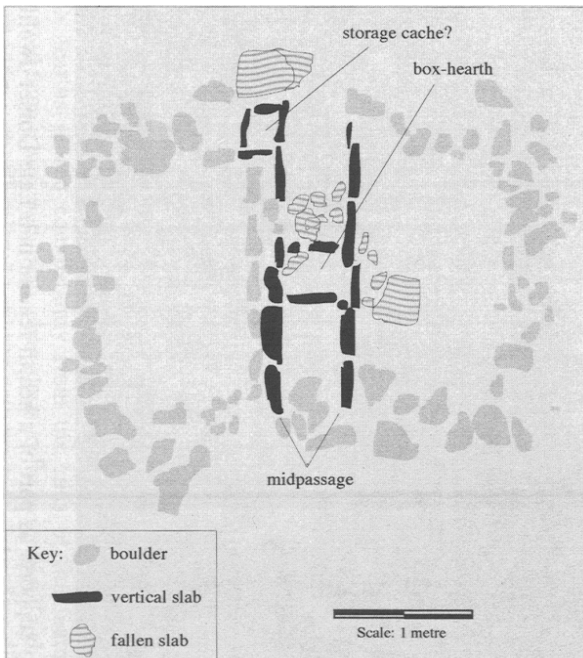 storage cache?
box-hearth
midpassage
Key: boulder
vertical slab
fallen slab
Scale: 1 metre